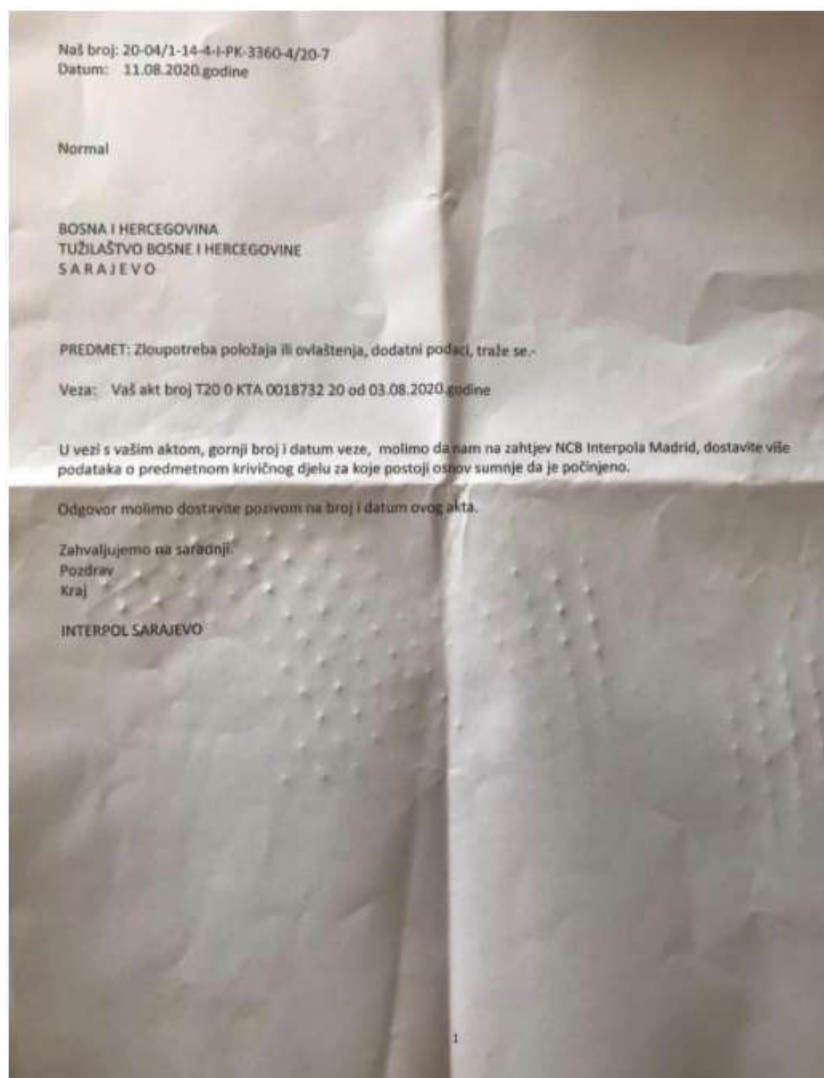 Naš broj: 20-04/1-14-4-I-PK-3360-4/20-7
Datum: 11.08.2020.godine
Normal
BOSNA I HERCEGOVINA
TUŽILAŠTVO BOSNE I HERCEGOVINE
S A R A J E V O
PREDMET: Zloupotreba položaja ili ovlaštenja, dodatni podaci, traže se.-
Veza: Vaš akt broj T20 0 KTA 0018732 20 od 03.08.2020.godine
U vezi s vašim aktom, gornji broj i datum veze, molimo da nam na zahtjev NCB Interpola Madrid, dostavite više
podataka o predmetnom krivičnog djelu za koje postoji osnov sumnje da je počinjeno.
Odgovor molimo dostavite pozivom na broj i datum ovog akta.
Zahvaljujemo na saradnji.
Pozdrav
Kraj
INTERPOL SARAJEVO
1